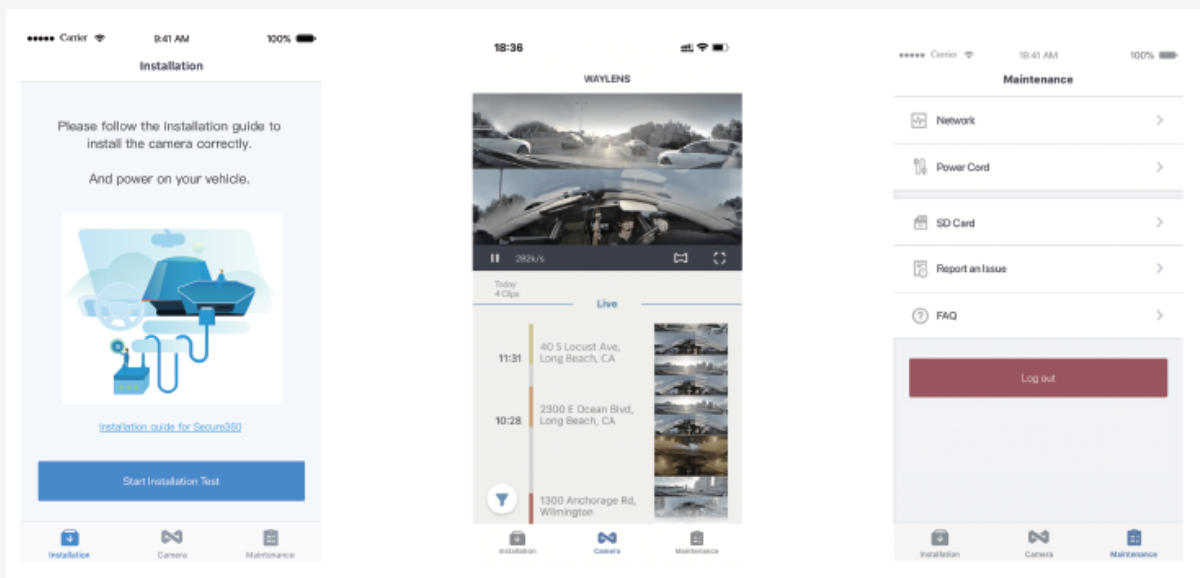 Carrier 9:41 AM 100%
Installation
Please follow the installation guide to
install the camera correctly.
And power on your vehicle.
Installation guide for Secure360
Start Installation Test
Installation Camera Maintenance
18:36
WAYLENS
282k/s
Today
4 Clips
Live
11:31
40 S Locust Ave,
Long Beach, CA
10:28
2300 E Ocean Blvd,
Long Beach, CA
1300 Anchorage Rd,
Wilmington
Installation Camera Maintenance
Carrier 19:41 AM 100%
Maintenance
Network
Power Cord
SD Card
Report an Issue
FAQ
Log out
Installation Camera Maintenance